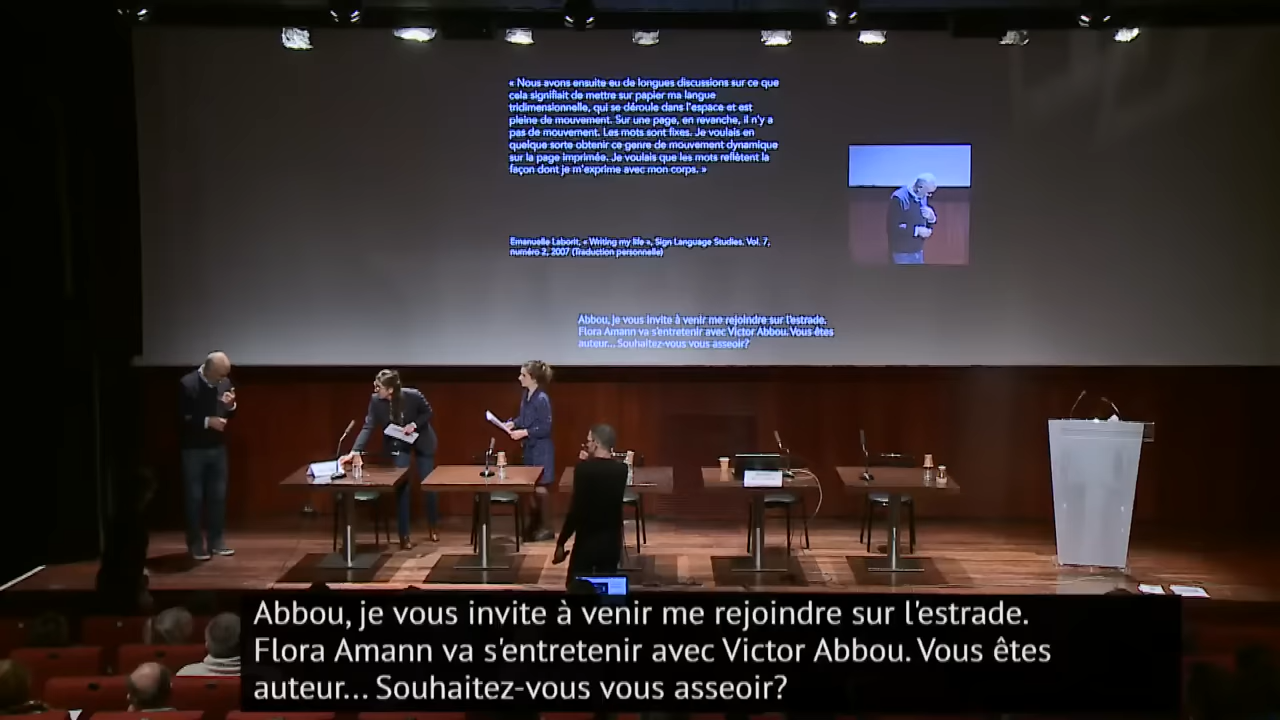 « Nous avons ensuite eu de longues discussions sur ce que
cela signifiait de mettre sur papier ma langue
tridimensionnelle, qui se déroule dans l'espace et est
pleine de mouvement. Sur une page, en revanche, il n'y a
pas de mouvement. Les mots sont fixes. Je voulais en
quelque sorte obtenir ce genre de mouvement dynamique
sur la page imprimée. Je voulais que les mots reflètent la
façon dont je m'exprime avec mon corps. »
Emanuelle Laborit, « Writing my life », Sign Language Studies. Vol. 7,
numéro 2, 2007 (Traduction personnelle)
Abbou, je vous invite à venir me rejoindre sur l'estrade.
Flora Amann va s'entretenir avec Victor Abbou. Vous êtes
auteur... Souhaitez-vous vous asseoir?
Abbou, je vous invite à venir me rejoindre sur l'estrade.
Flora Amann va s'entretenir avec Victor Abbou. Vous êtes
auteur... Souhaitez-vous vous asseoir?